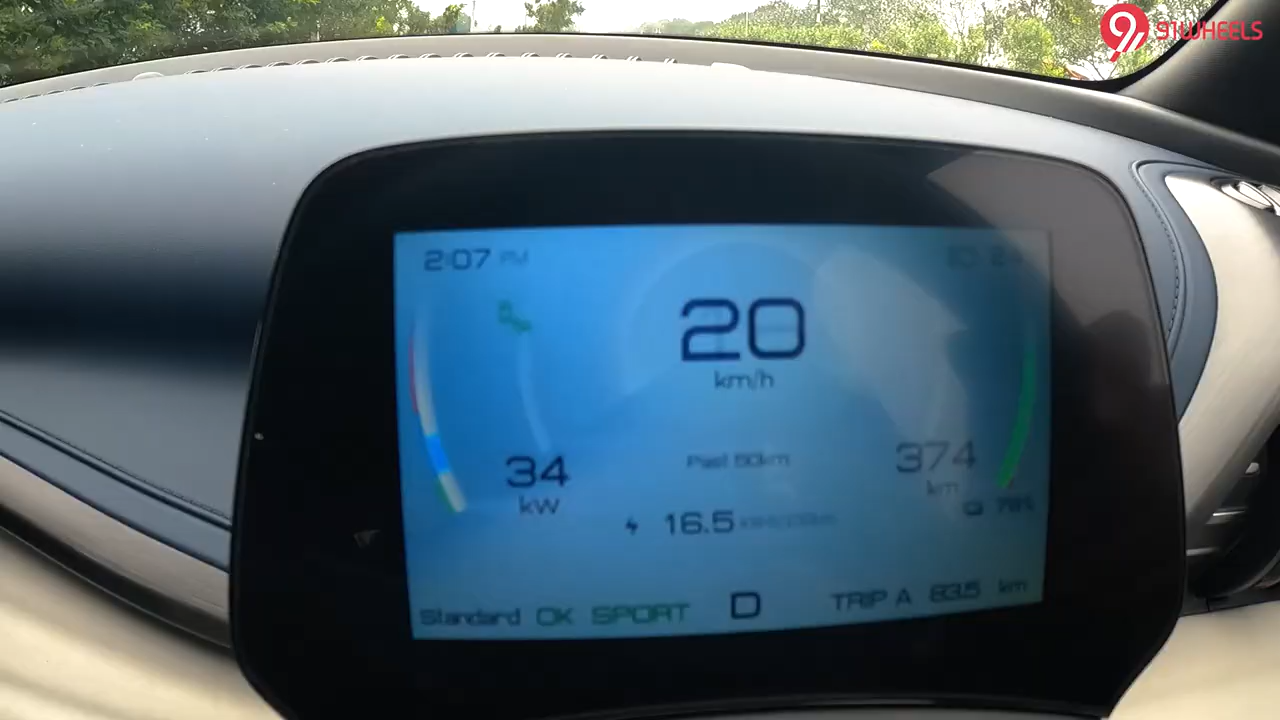 91WHEELS
2:07 PM
20
km/h
34
kW
Past 50km
374
km
16.5
Standard OK SPORT D TRIP A 83.5 km